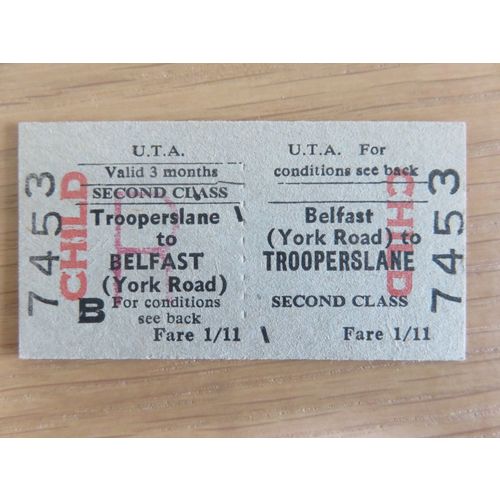 7453
CHILD
U.T.A.
Valid 3 months
SECOND CLASS
Trooperslane
to
BELFAST
(York Road)
B
For conditions
see back
Fare 1/11
U.T.A. For
conditions see back
Belfast
(York Road) to
TROOPERSLANE
SECOND CLASS
Fare 1/11
CHILD
7453